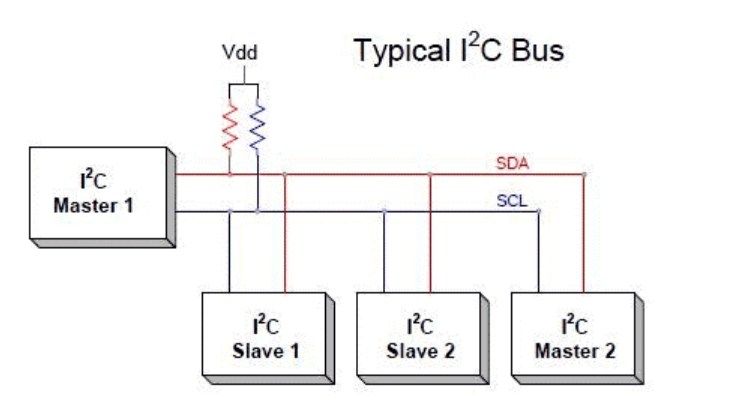 Vdd
Typical I²C Bus
SDA
I²C
Master 1
SCL
I²C
Slave 1
I²C
Slave 2
I²C
Master 2